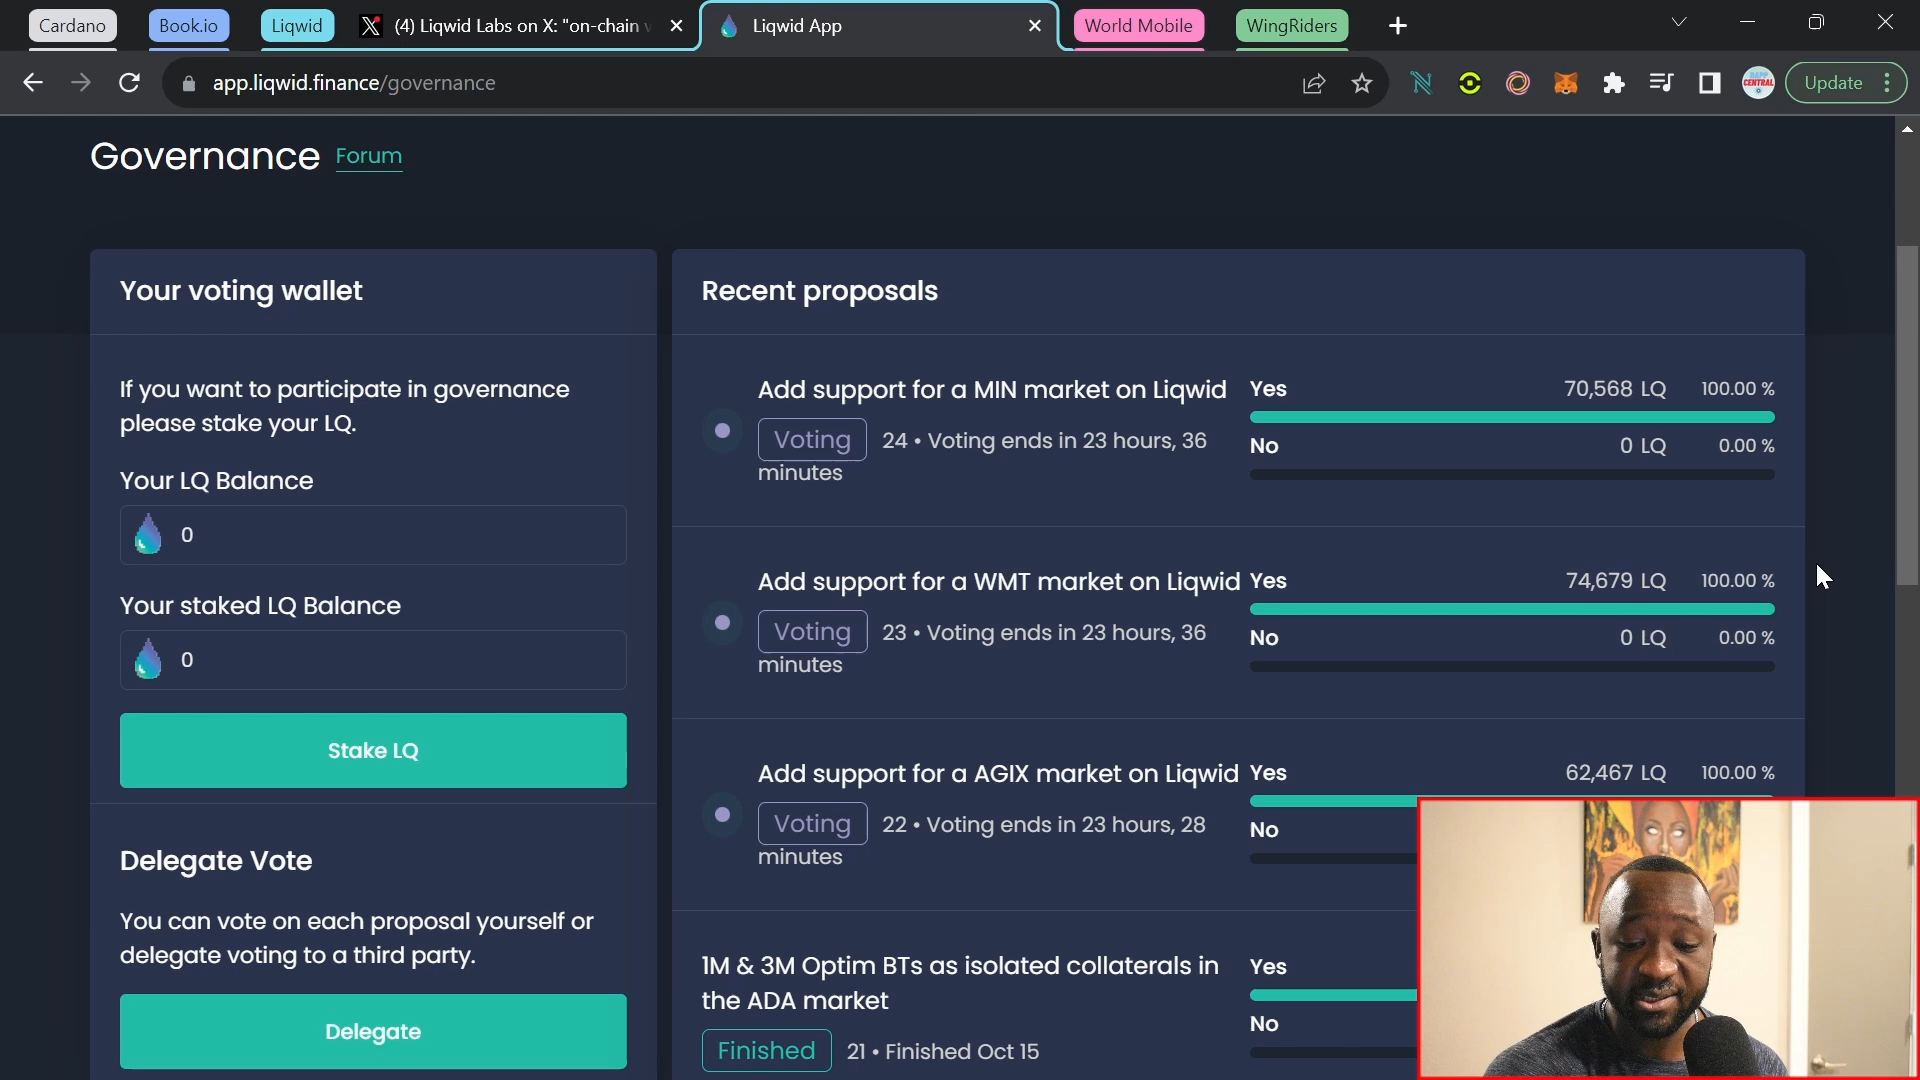 Cardano
Book.io
Liqwid
(4) Liqwid Labs on X: "on-chain v
Liqwid App
World Mobile
WingRiders
app.liqwid.finance/governance
DAPP
CENTRAL
Update
Governance Forum
Your voting wallet
If you want to participate in governance
please stake your LQ.
Your LQ Balance
0
Your staked LQ Balance
0
Stake LQ
Delegate Vote
You can vote on each proposal yourself or
delegate voting to a third party.
Delegate
Recent proposals
Add support for a MIN market on Liqwid
Voting 24 • Voting ends in 23 hours, 36
minutes
Yes 70,568 LQ 100.00 %
No 0 LQ 0.00 %
Add support for a WMT market on Liqwid
Voting 23 • Voting ends in 23 hours, 36
minutes
Yes 74,679 LQ 100.00 %
No 0 LQ 0.00 %
Add support for a AGIX market on Liqwid
Voting 22 • Voting ends in 23 hours, 28
minutes
Yes 62,467 LQ 100.00 %
No
1M & 3M Optim BTs as isolated collaterals in
the ADA market
Finished 21 • Finished Oct 15
Yes
No